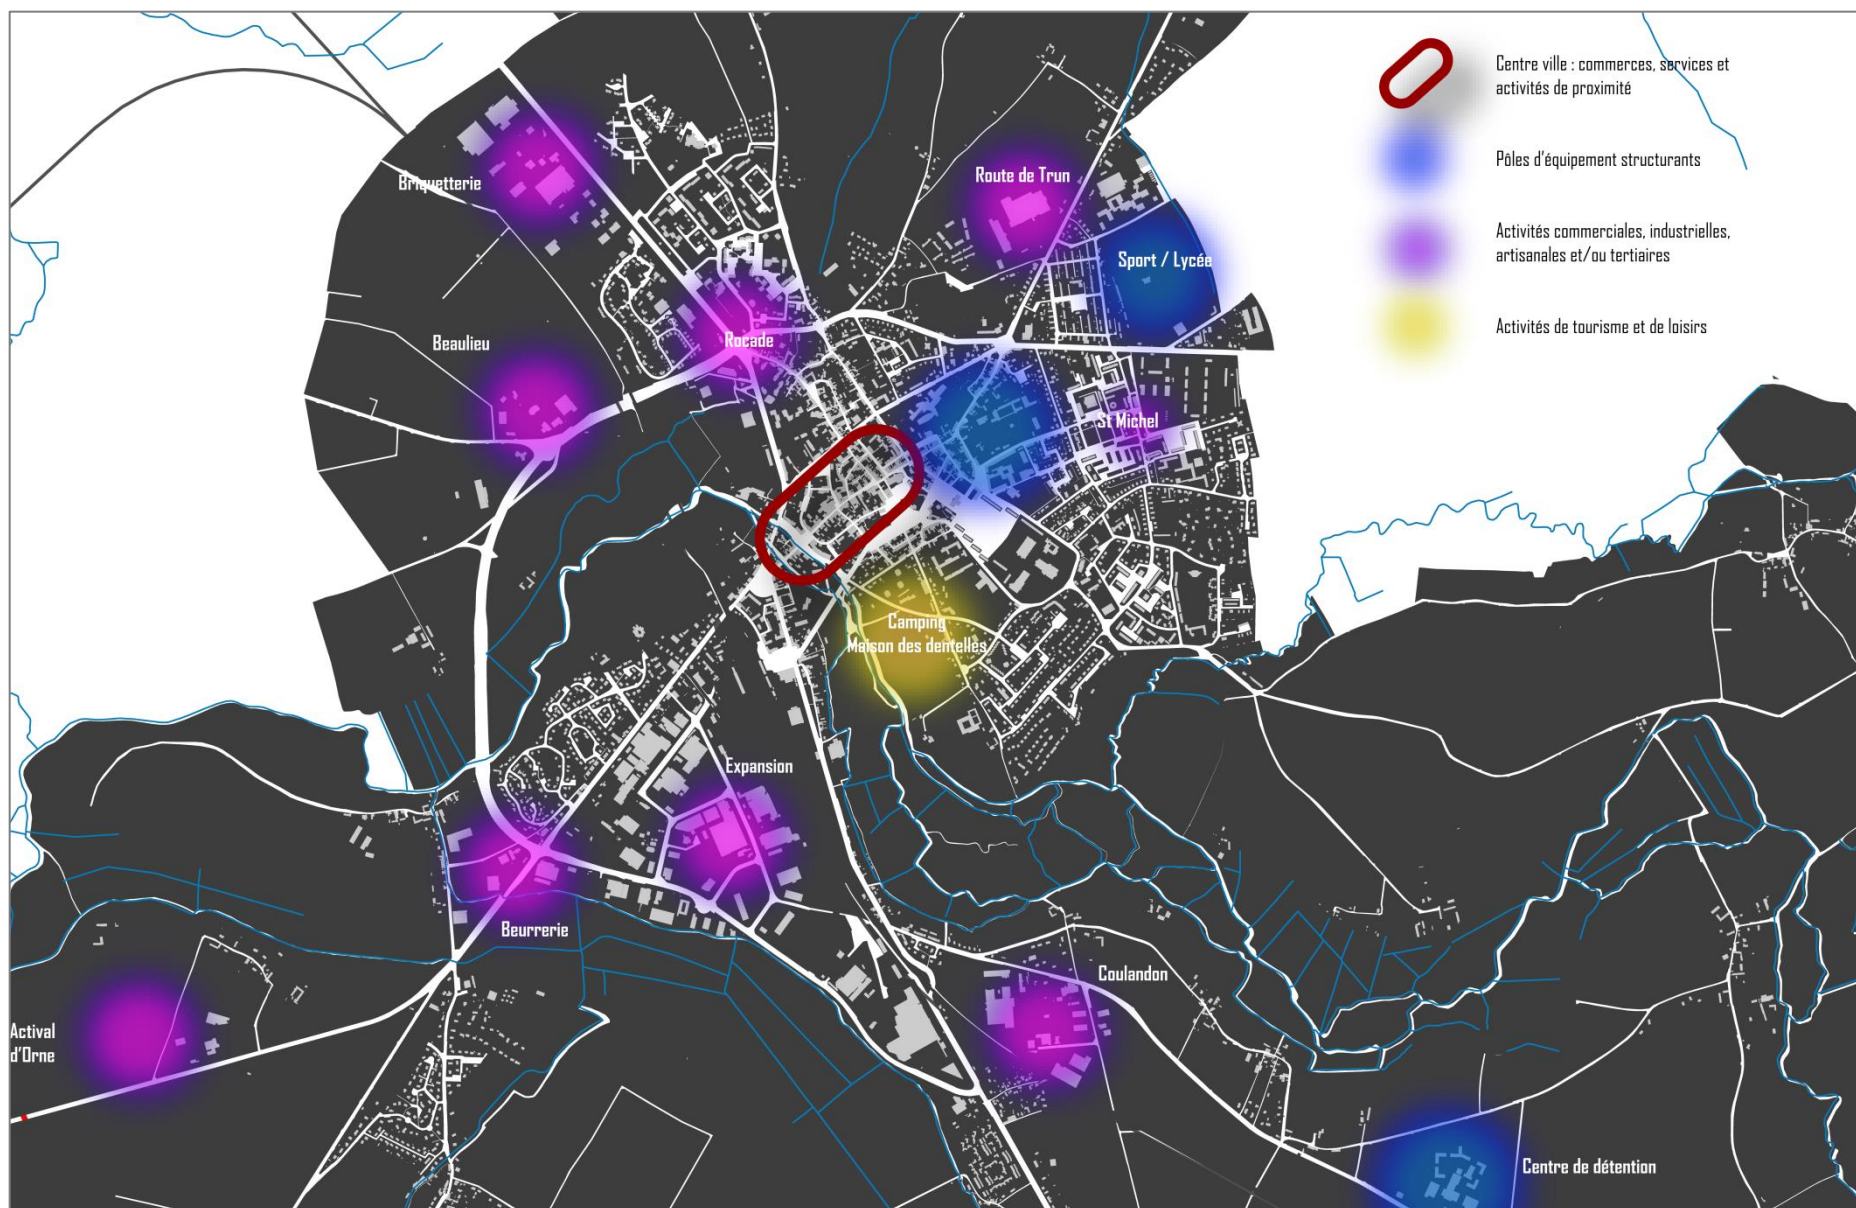 Centre ville : commerces, services et
activités de proximité
Pôles d'équipement structurants
Activités commerciales, industrielles,
artisanales et/ou tertiaires
Activités de tourisme et de loisirs
Briquetterie
Route de Trun
Sport / Lycée
Beaulieu
Rocade
St Michel
Camping
Maison des dentelles
Expansion
Beurrerie
Coulandon
Actival
d'Orne
Centre de détention